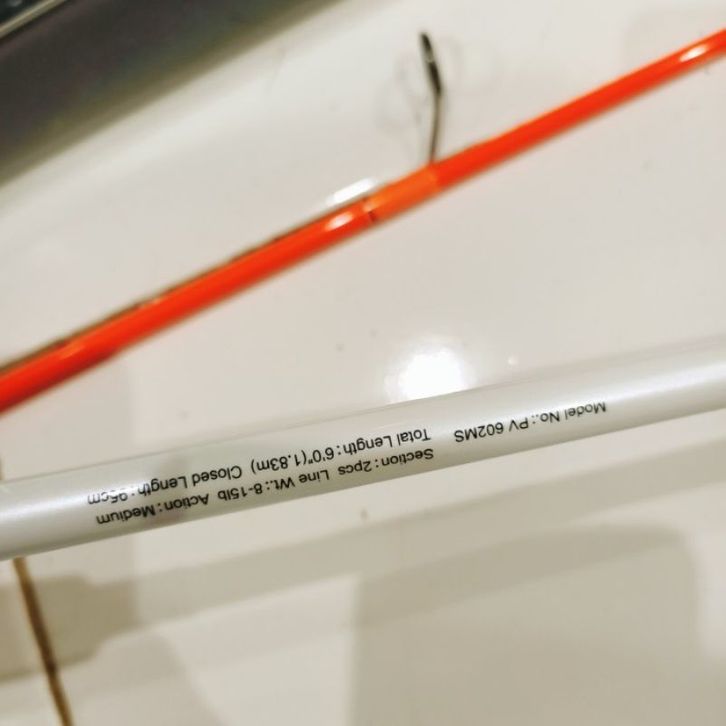 Model No.:PV 602MS
Total Length:6'0"(1.83m) Closed Length:95cm
Section:2pcs Line Wt.:8-15lb Action:Medium